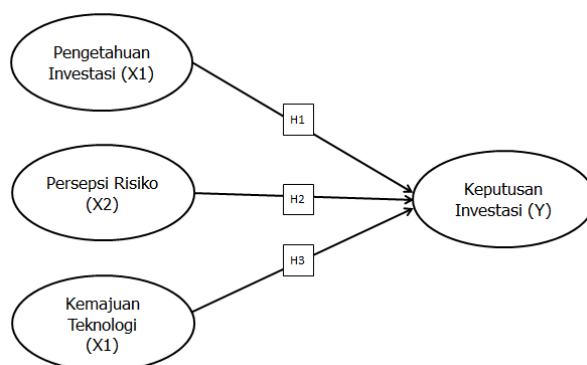 Pengetahuan
Investasi (X1)
H1
Persepsi Risiko
(X2)
H2
Keputusan
Investasi (Y)
H3
Kemajuan
Teknologi
(X1)